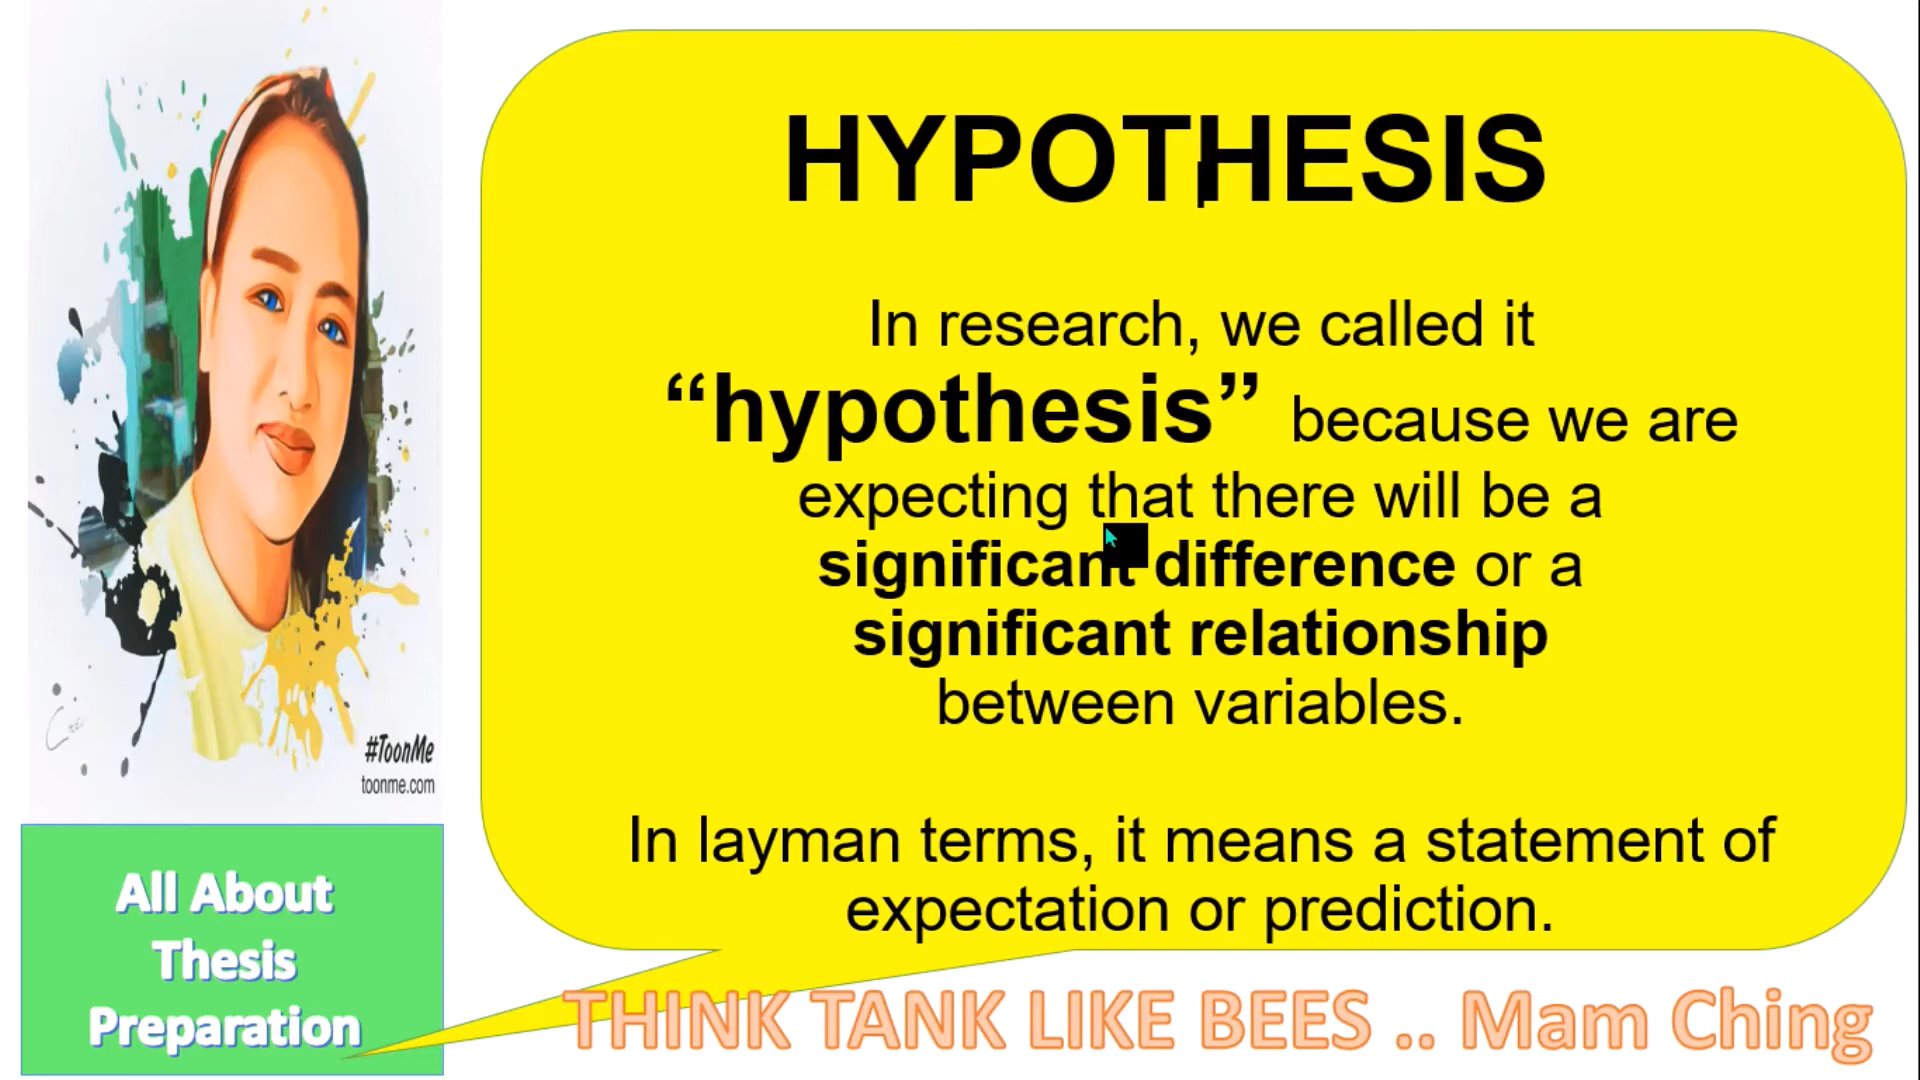 HYPOTHESIS
In research, we called it
“hypothesis” because we are
expecting that there will be a
significant difference or a
significant relationship
between variables.
In layman terms, it means a statement of
expectation or prediction.
#ToonMe
toonme.com
All About
Thesis
Preparation
THINK TANK LIKE BEES .. Mam Ching